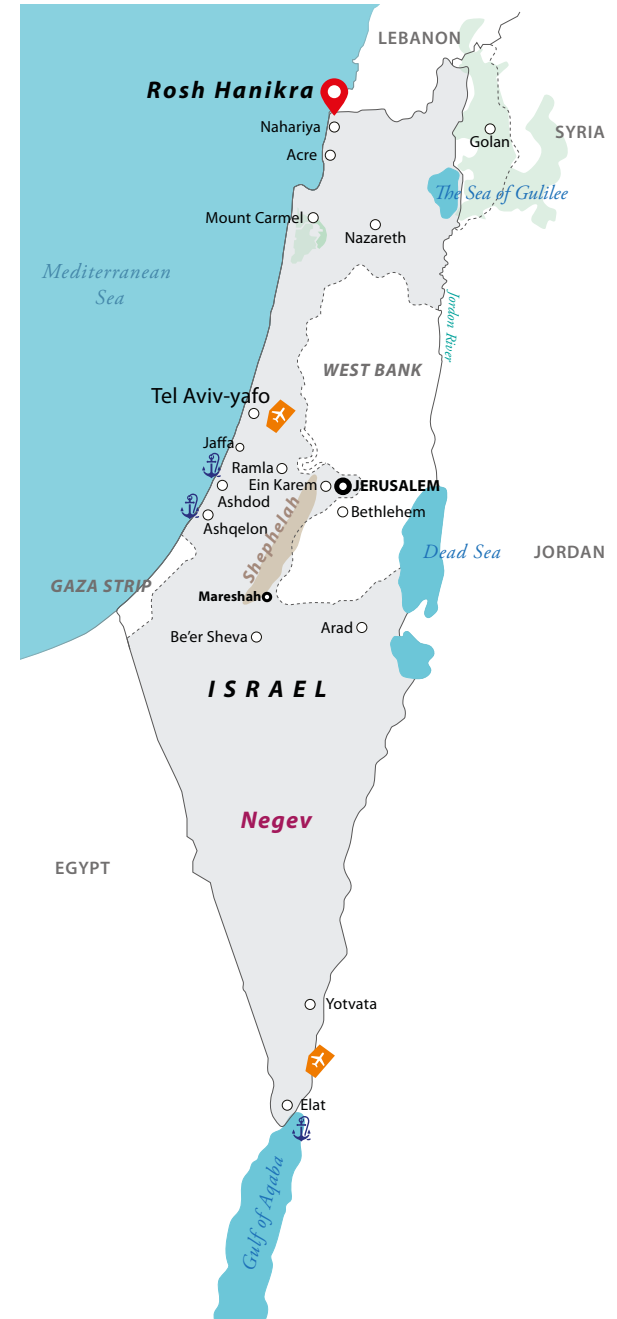 LEBANON
Rosh Hanikra
Nahariya
SYRIA
Golan
Acre
The Sea of Gulilee
Mount Carmel
Nazareth
Mediterranean
Sea
Jordon River
WEST BANK
Tel Aviv-yafo
Jaffa
Ramla
Ein Karem
JERUSALEM
Ashdod
Bethlehem
Ashqelon
Shephelah
Dead Sea
JORDAN
GAZA STRIP
Mareshah
Be'er Sheva
Arad
ISRAEL
Negev
EGYPT
Yotvata
Elat
Gulf of Aqaba